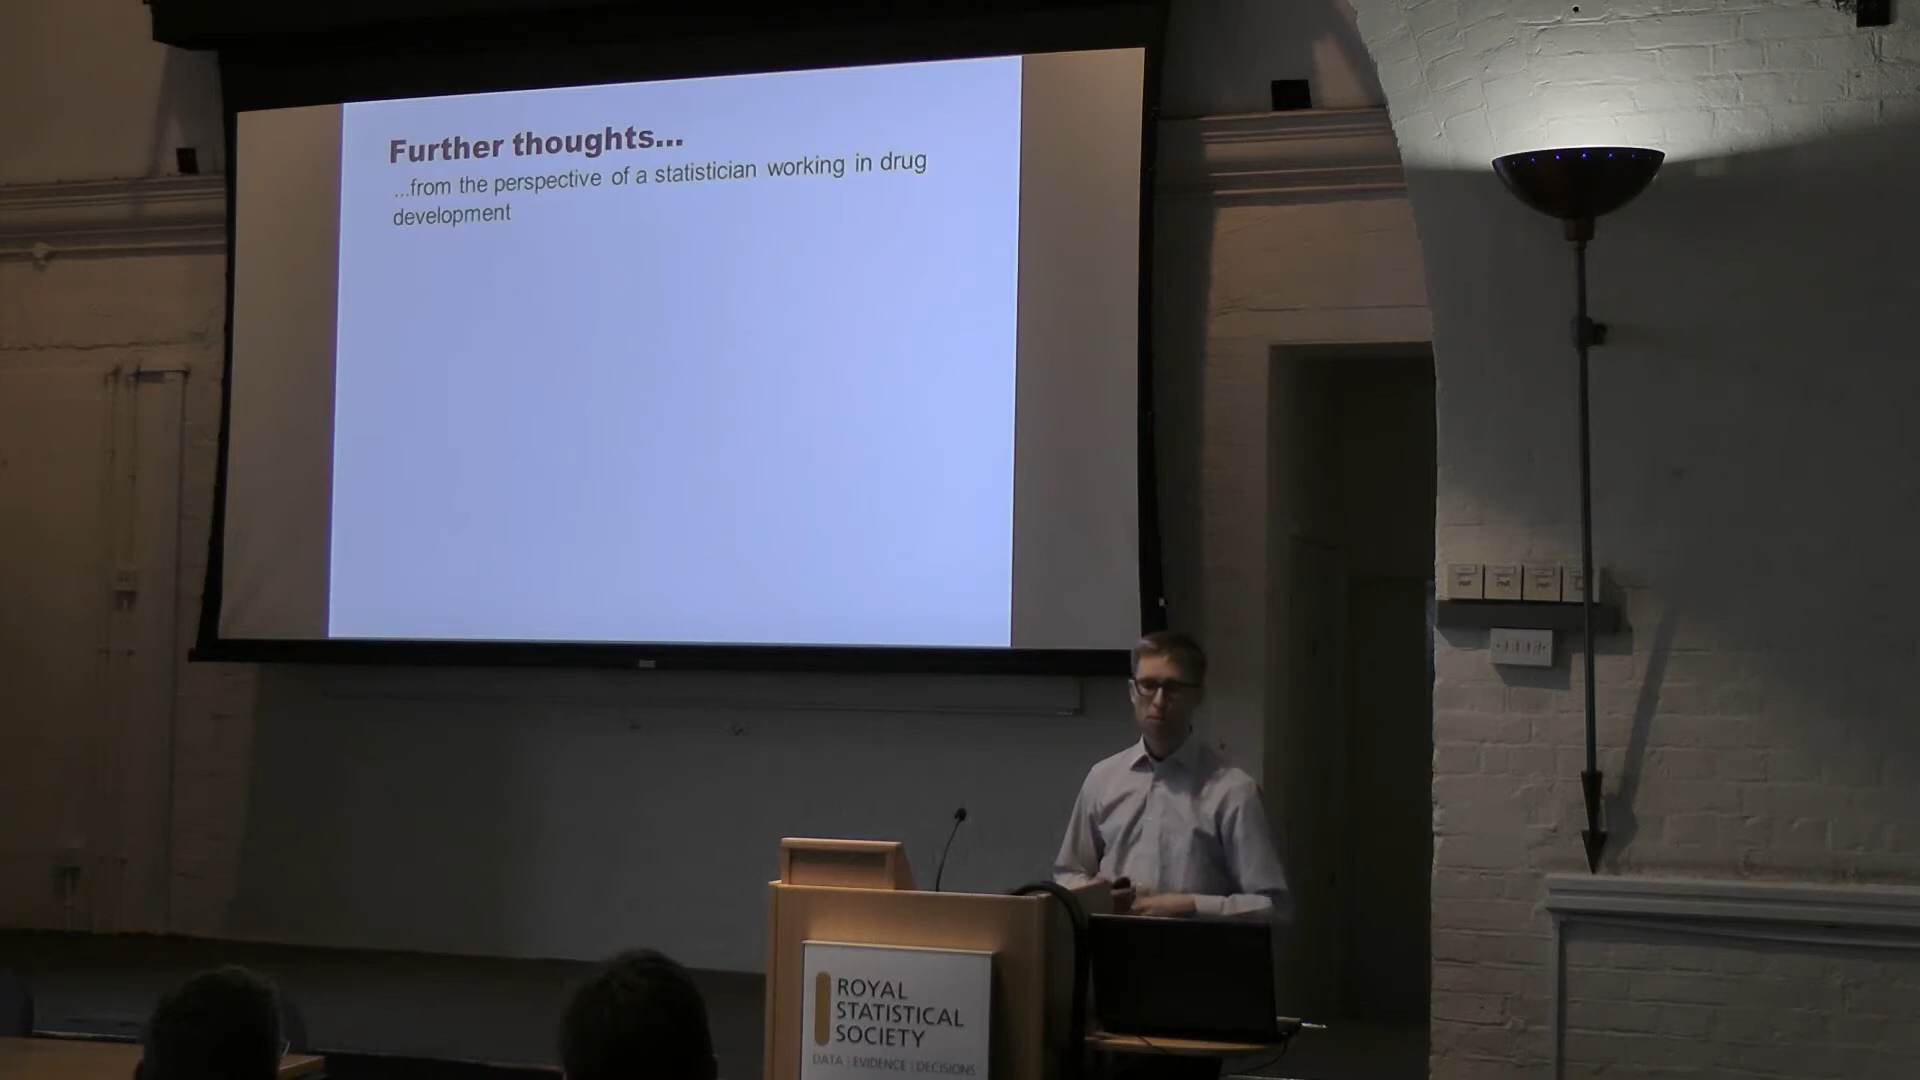 Further thoughts...
...from the perspective of a statistician working in drug
development
ROYAL
STATISTICAL
SOCIETY
DATA | EVIDENCE | DECISIONS